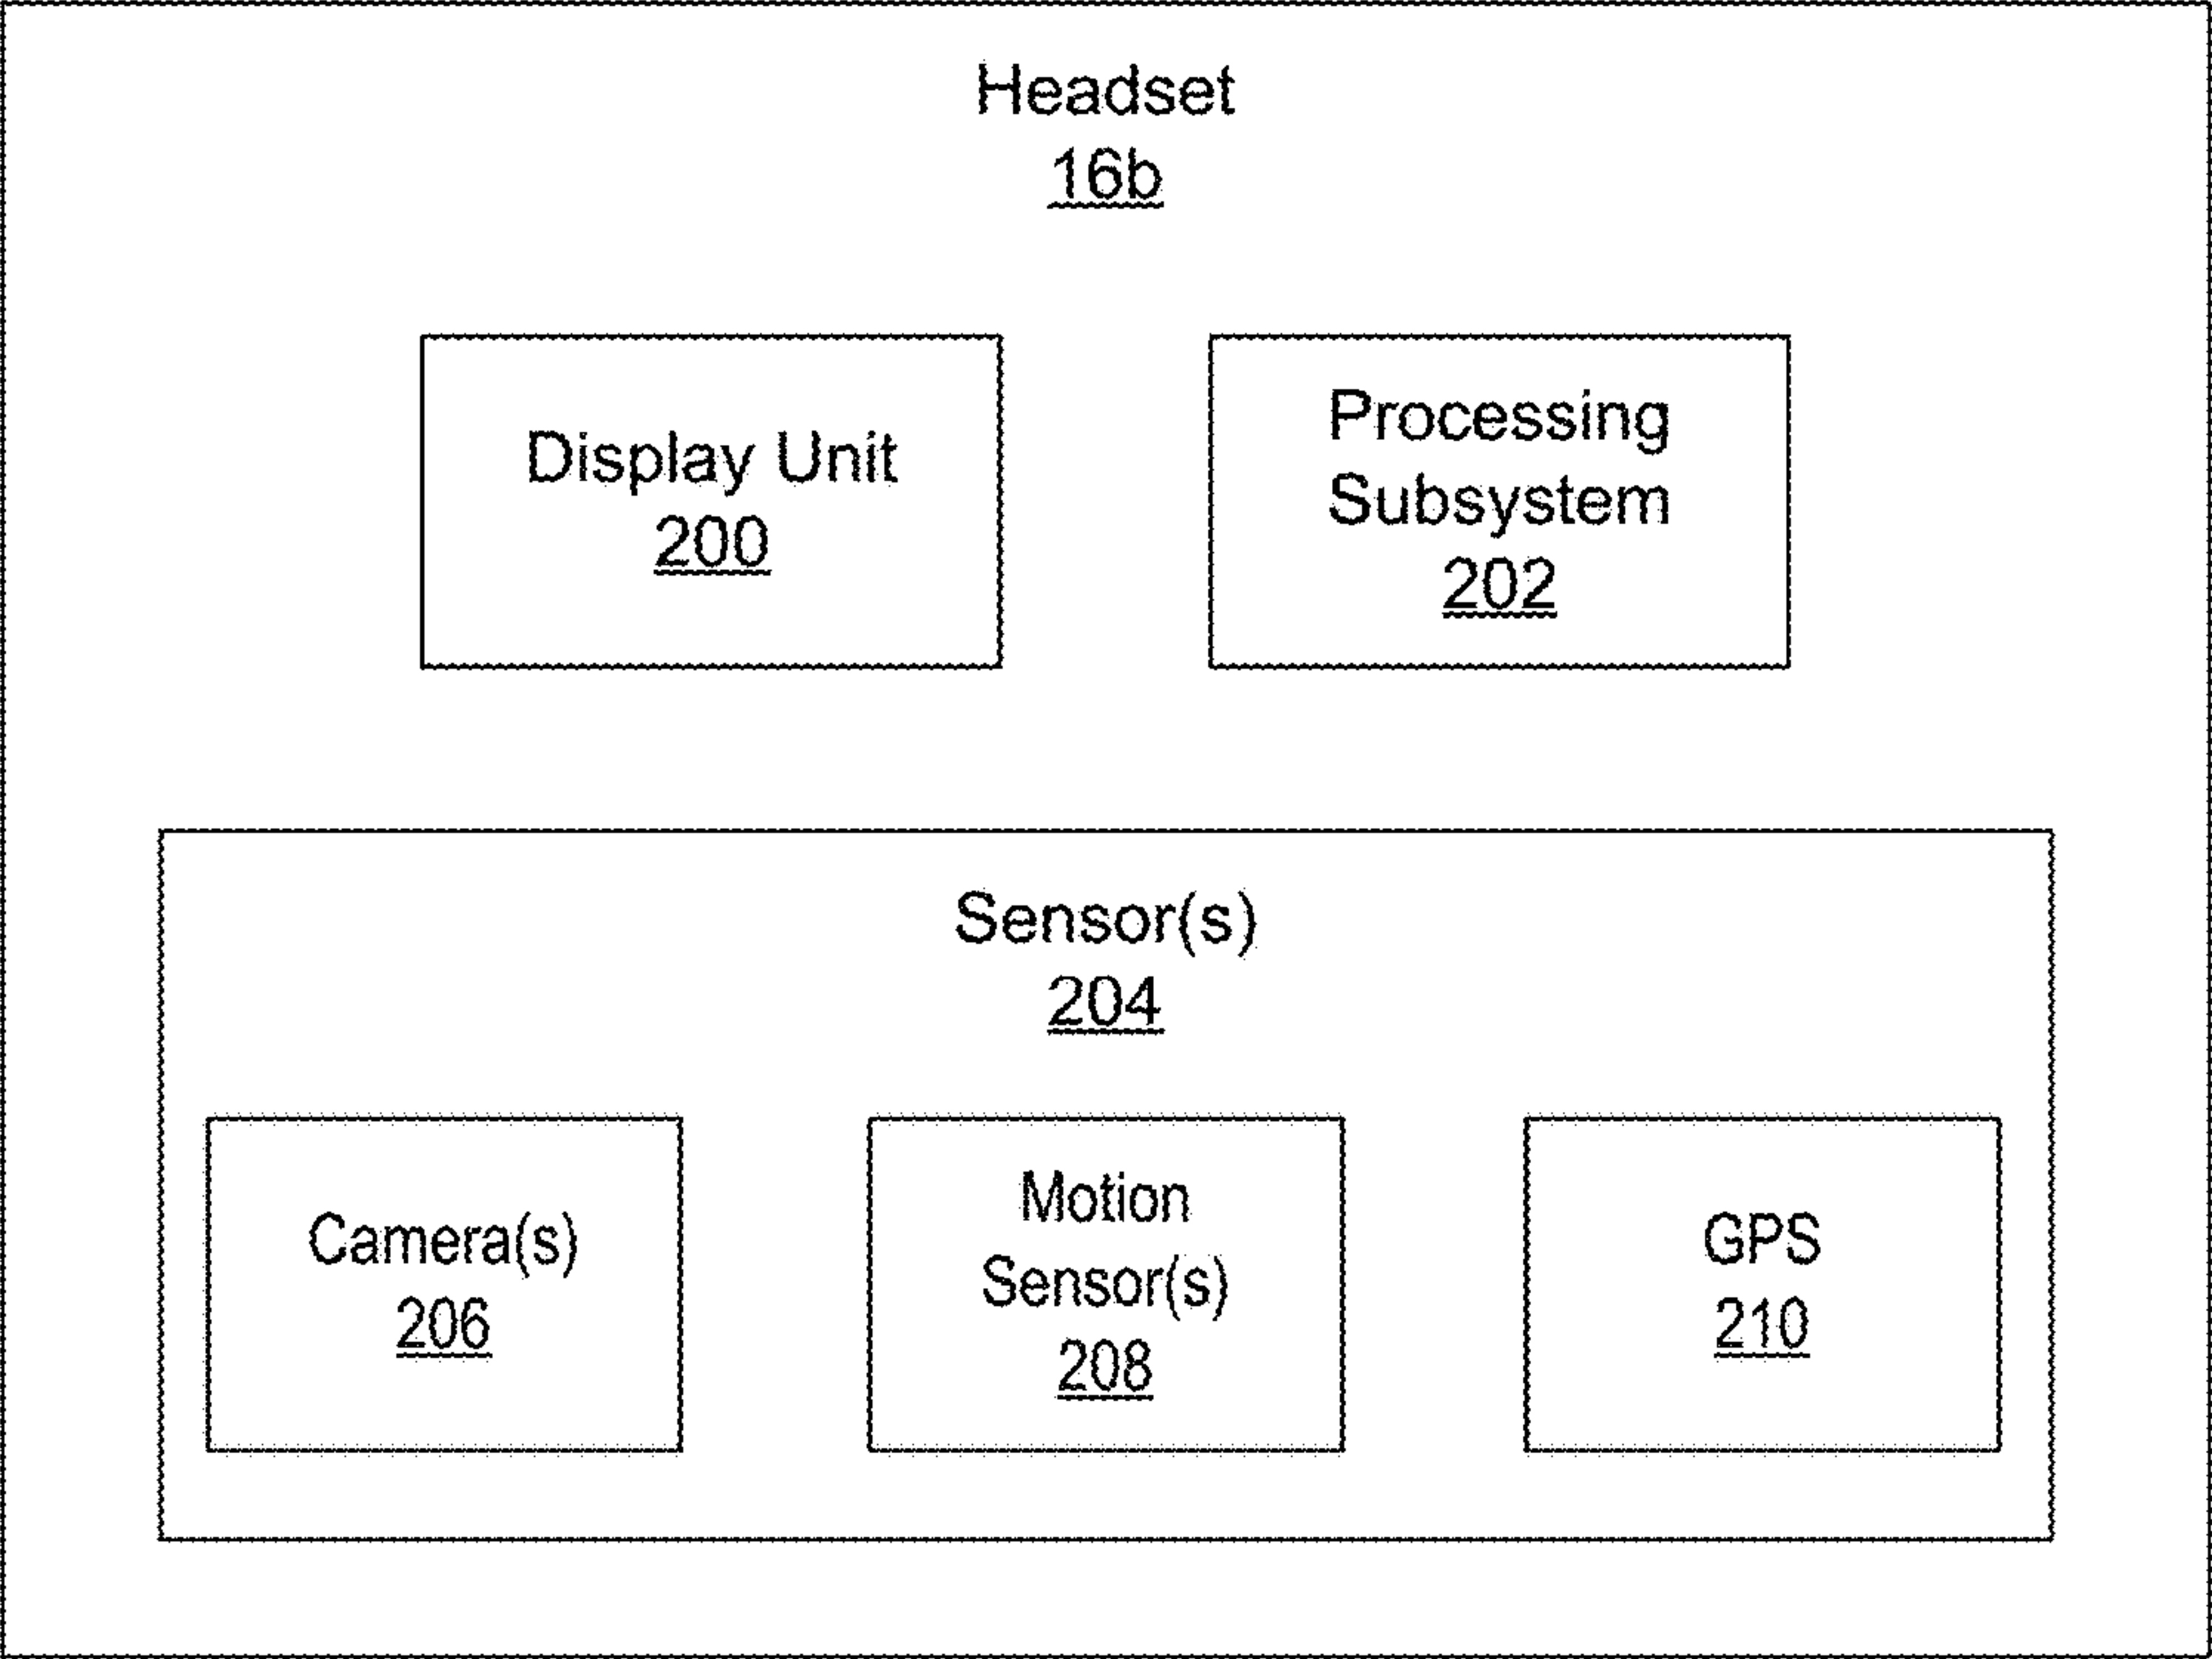 Headset
16b
Display Unit
200
Processing
Subsystem
202
Sensor(s)
204
Camera(s)
206
Motion
Sensor(s)
208
GPS
210